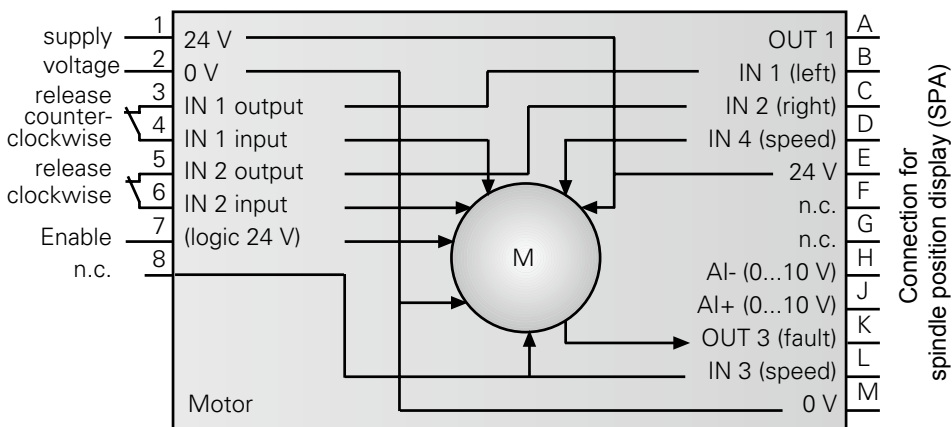 supply
voltage
release
counter-
clockwise
release
clockwise
Enable
n.c.
1
2
3
4
5
6
7
8
24 V
0 V
IN 1 output
IN 1 input
IN 2 output
IN 2 input
(logic 24 V)
M
Motor
OUT 1
IN 1 (left)
IN 2 (right)
IN 4 (speed)
24 V
n.c.
n.c.
AI- (0...10 V)
AI+ (0...10 V)
OUT 3 (fault)
IN 3 (speed)
0 V
A
B
C
D
E
F
G
H
J
K
L
M
Connection for
spindle position display (SPA)